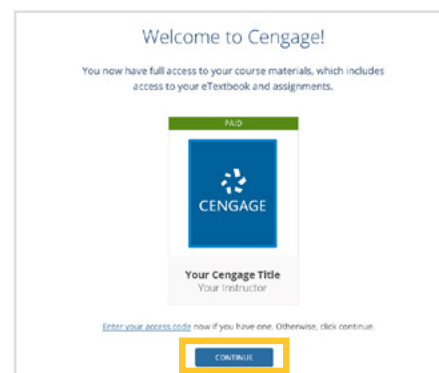 Welcome to Cengage!
You now have full access to your course materials, which includes
access to your eTextbook and assignments.
PAID
CENGAGE
Your Cengage Title
Your Instructor
Enter your access code now if you have one. Otherwise, click continue.
CONTINUE